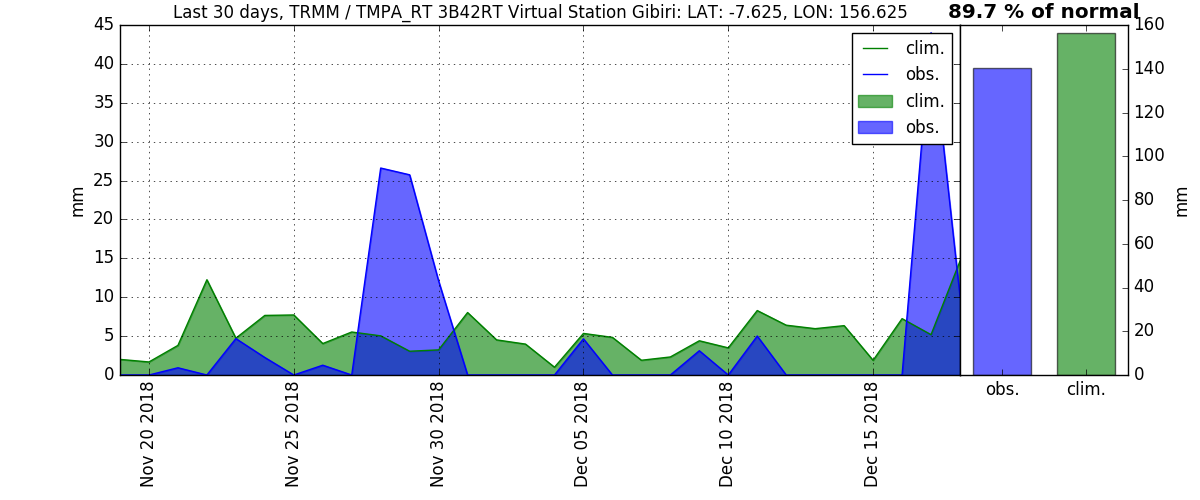 Last 30 days, TRMM / TMPA_RT 3B42RT Virtual Station Gibiri: LAT: -7.625, LON: 156.625
89.7 % of normal
45
40
35
30
25
20
15
10
5
0
mm
clim.
obs.
clim.
obs.
160
140
120
100
80
60
40
20
0
mm
Nov 20 2018
Nov 25 2018
Nov 30 2018
Dec 05 2018
Dec 10 2018
Dec 15 2018
obs.
clim.